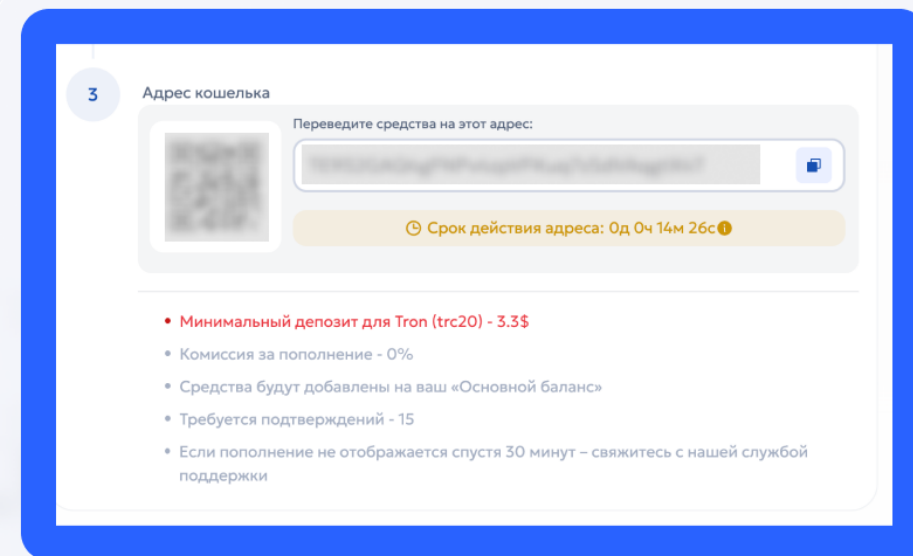 3
Адрес кошелька
Переведите средства на этот адрес:
Срок действия адреса: 0д 0ч 14м 26с
• Минимальный депозит для Tron (trc20) - 3.3$
• Комиссия за пополнение - 0%
• Средства будут добавлены на ваш «Основной баланс»
• Требуется подтверждений - 15
• Если пополнение не отображается спустя 30 минут – свяжитесь с нашей службой
поддержки